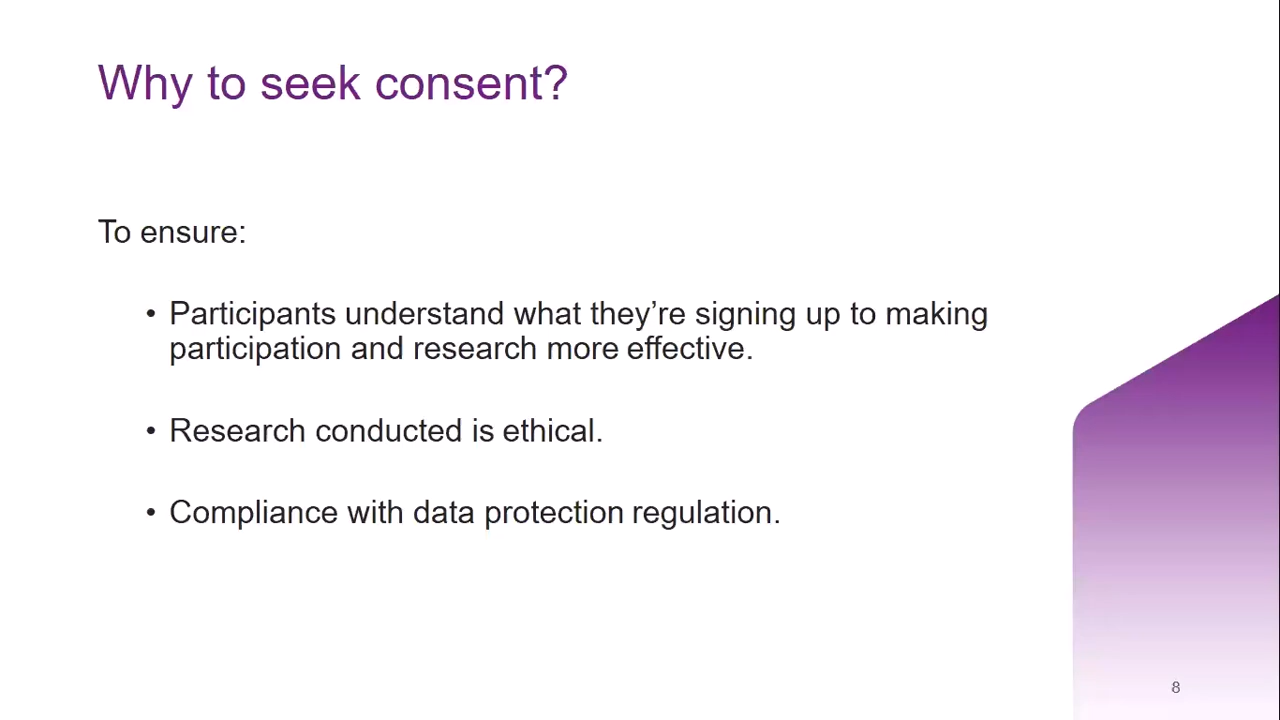 Why to seek consent?
To ensure:
• Participants understand what they’re signing up to making
participation and research more effective.
• Research conducted is ethical.
• Compliance with data protection regulation.
8